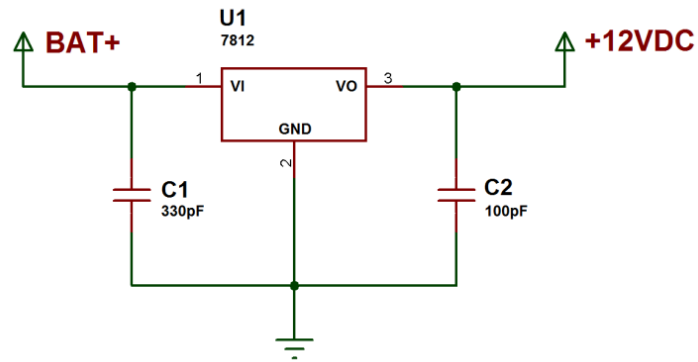 U1
7812
BAT+
+12VDC
1
VI
VO
3
GND
2
C1
330pF
C2
100pF